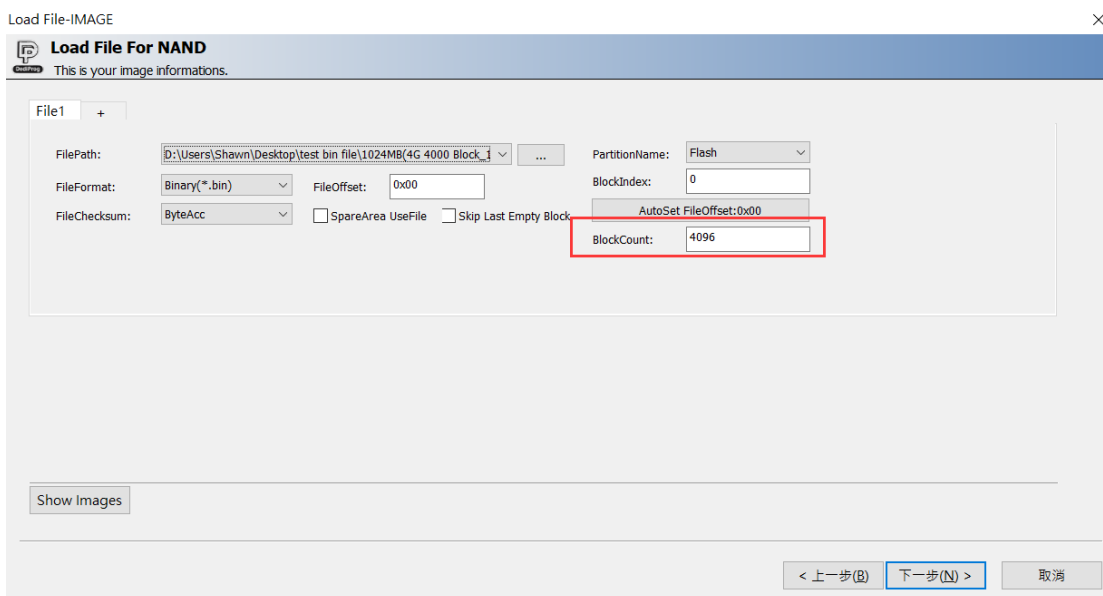 Load File-IMAGE
DediProg
Load File For NAND
This is your image informations.
File1 +
FilePath: D:\Users\Shawn\Desktop\test bin file\1024MB(4G 4000 Block_1 ... PartitionName: Flash
FileFormat: Binary(*.bin) FileOffset: 0x00 BlockIndex: 0
FileChecksum: ByteAcc SpareArea UseFile Skip Last Empty Block AutoSet FileOffset:0x00
BlockCount: 4096
Show Images
< 上一步(B) 下一步(N) > 取消